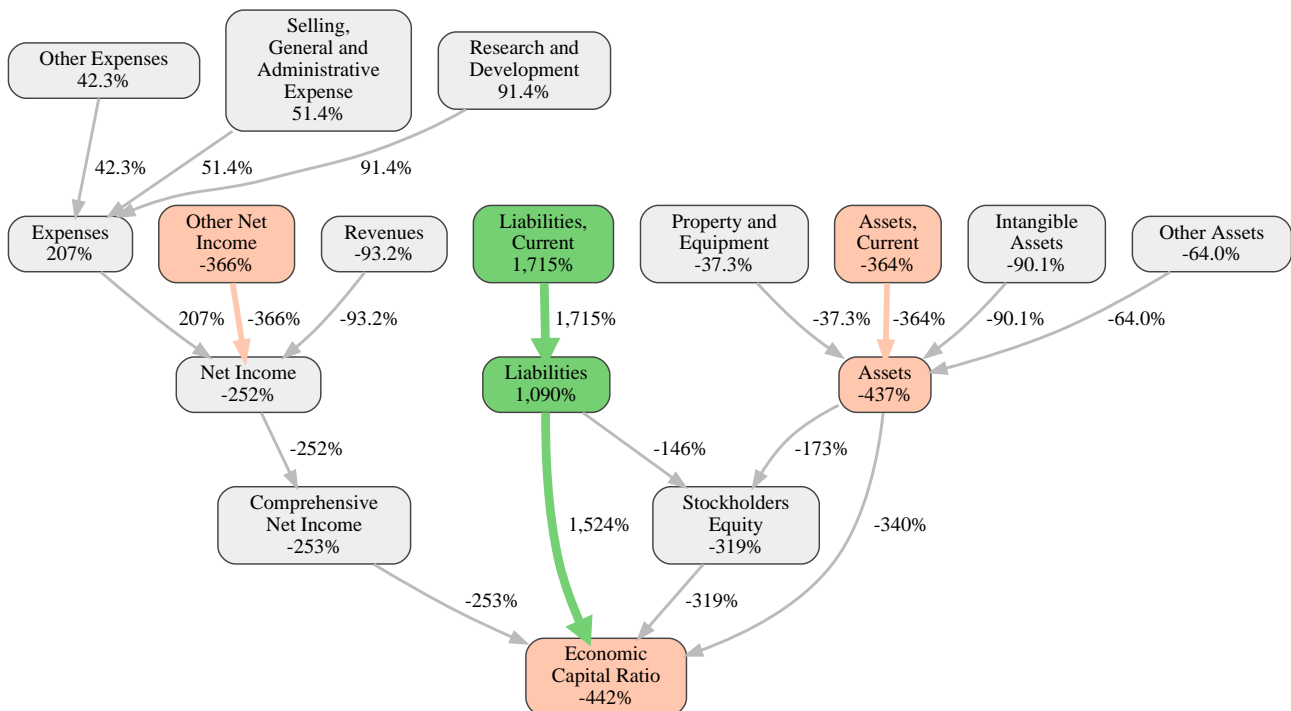 Other Expenses
42.3%
Selling,
General and
Administrative
Expense
51.4%
Research and
Development
91.4%
42.3%
51.4%
91.4%
Expenses
207%
Other Net
Income
-366%
Revenues
-93.2%
Liabilities,
Current
1,715%
Property and
Equipment
-37.3%
Assets,
Current
-364%
Intangible
Assets
-90.1%
Other Assets
-64.0%
207%
-366%
-93.2%
1,715%
-37.3%
-364%
-90.1%
-64.0%
Net Income
-252%
Liabilities
1,090%
Assets
-437%
-252%
-146%
-173%
Comprehensive
Net Income
-253%
1,524%
Stockholders
Equity
-319%
-340%
-253%
-319%
Economic
Capital Ratio
-442%